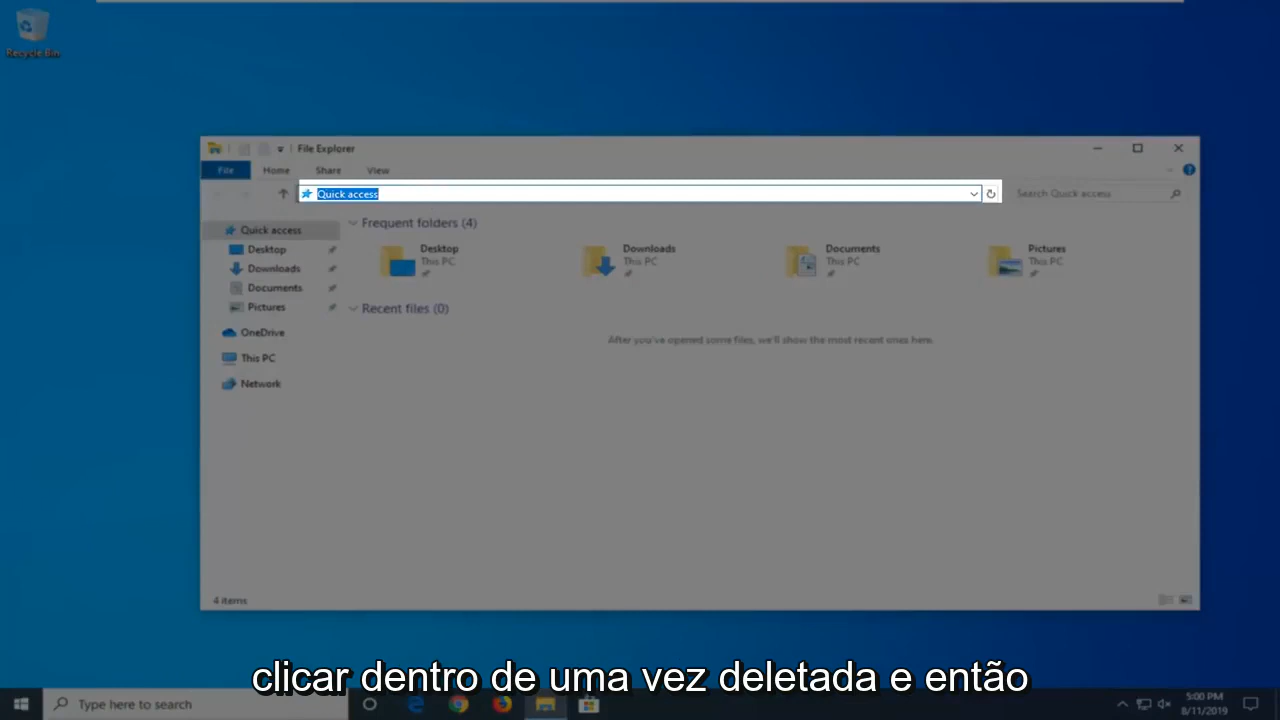 Recycle Bin
File Explorer
File Home Share View
Quick access
Search Quick access
Quick access
Desktop
Downloads
Documents
Pictures
OneDrive
This PC
Network
Frequent folders (4)
Desktop
This PC
Downloads
This PC
Documents
This PC
Pictures
This PC
Recent files (0)
After you've opened some files, we'll show the most recent ones here.
4 items
clicar dentro de uma vez deletada e então
Type here to search
5:00 PM
8/11/2019